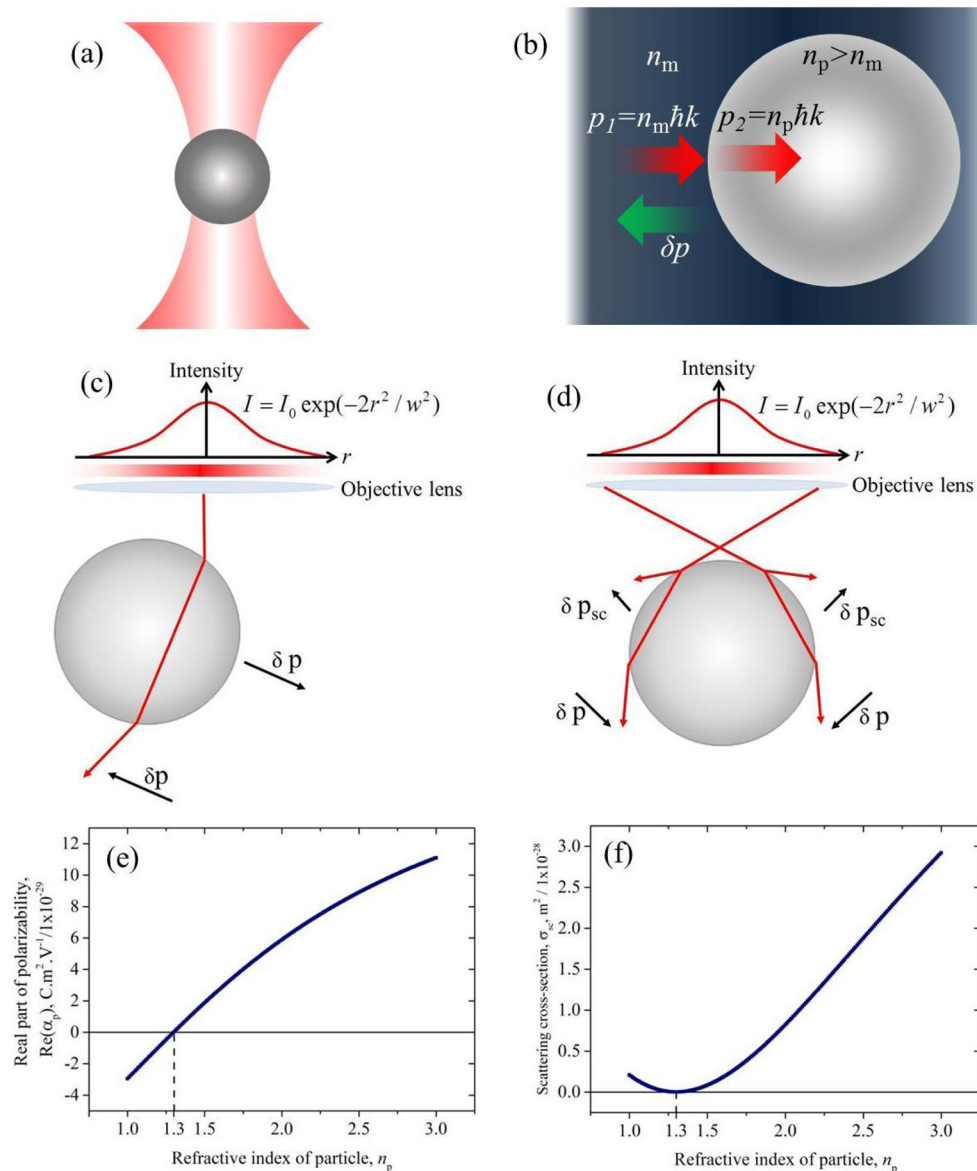 (a)
(b)
n_m
n_p>n_m
p_1=n_mħk
p_2=n_pħk
δp
(c)
Intensity
I = I_0 exp(−2r^2 / w^2)
r
Objective lens
δ p
δp
(d)
Intensity
I = I_0 exp(−2r^2 / w^2)
r
Objective lens
δ p_sc
δ p_sc
δ p
δ p
(e)
Real part of polarizability,
Re(α_p), C.m^2.V^-1/1x10^-29
12
10
8
6
4
2
0
-2
-4
1.0 1.3 1.5 2.0 2.5 3.0
Refractive index of particle, n_p
(f)
Scattering cross-section, σ_sc, m^2 / 1x10^-28
3.0
2.5
2.0
1.5
1.0
0.5
0.0
1.0 1.3 1.5 2.0 2.5 3.0
Refractive index of particle, n_p